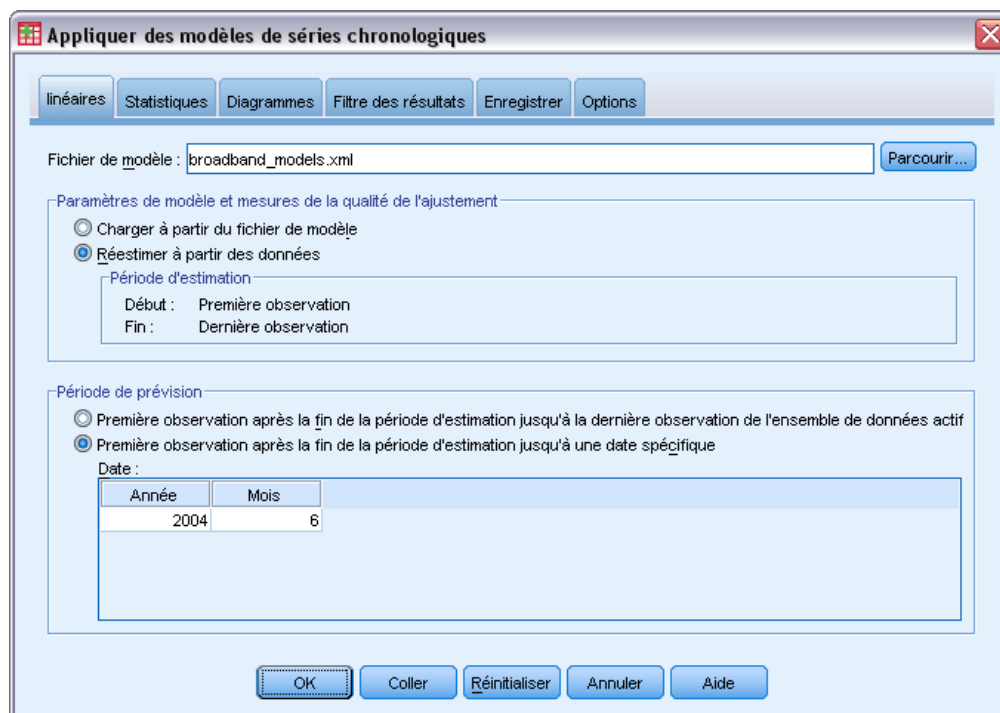 Appliquer des modèles de séries chronologiques
linéaires Statistiques Diagrammes Filtre des résultats Enregistrer Options
Fichier de modèle : broadband_models.xml Parcourir...
Paramètres de modèle et mesures de la qualité de l'ajustement
Charger à partir du fichier de modèle
Réestimer à partir des données
Période d'estimation
Début : Première observation
Fin : Dernière observation
Période de prévision
Première observation après la fin de la période d'estimation jusqu'à la dernière observation de l'ensemble de données actif
Première observation après la fin de la période d'estimation jusqu'à une date spécifique
Date :
Année Mois
2004 6
OK Coller Réinitialiser Annuler Aide